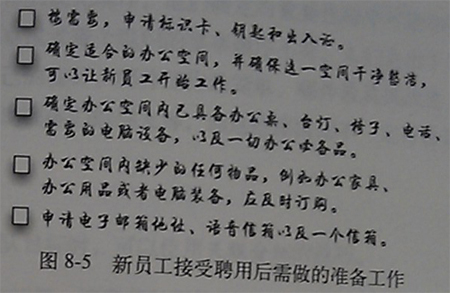 □ 按需要，申请标识卡、钥匙和出入证。
□ 确定适合的办公空间，并确保这一空间干净整洁，
可以让新员工开始工作。
□ 确定办公空间内已具备办公桌、台灯、椅子、电话、
需要的电脑设备，以及一切办公必备品。
□ 办公空间内缺少的任何物品，例如办公家具、
办公用品或者电脑装备，应及时订购。
□ 申请电子邮箱地址、语音信箱以及一个信箱。
图 8-5 新员工接受聘用后需做的准备工作